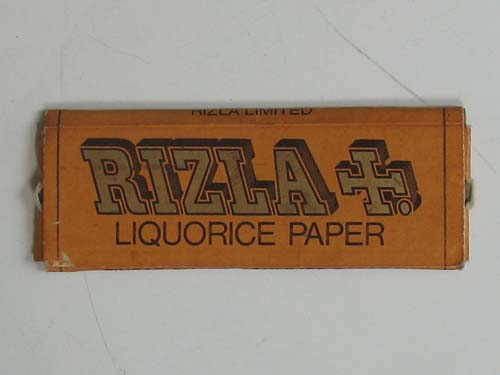 RIZLA LIMITED
RIZLA +.
LIQUORICE PAPER